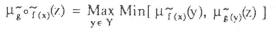 μ_{g̃∘f̃(x)}(z) = Max_{y∈Y} Min[ μ_{f̃(x)}(y), μ_{g̃(y)}(z) ]